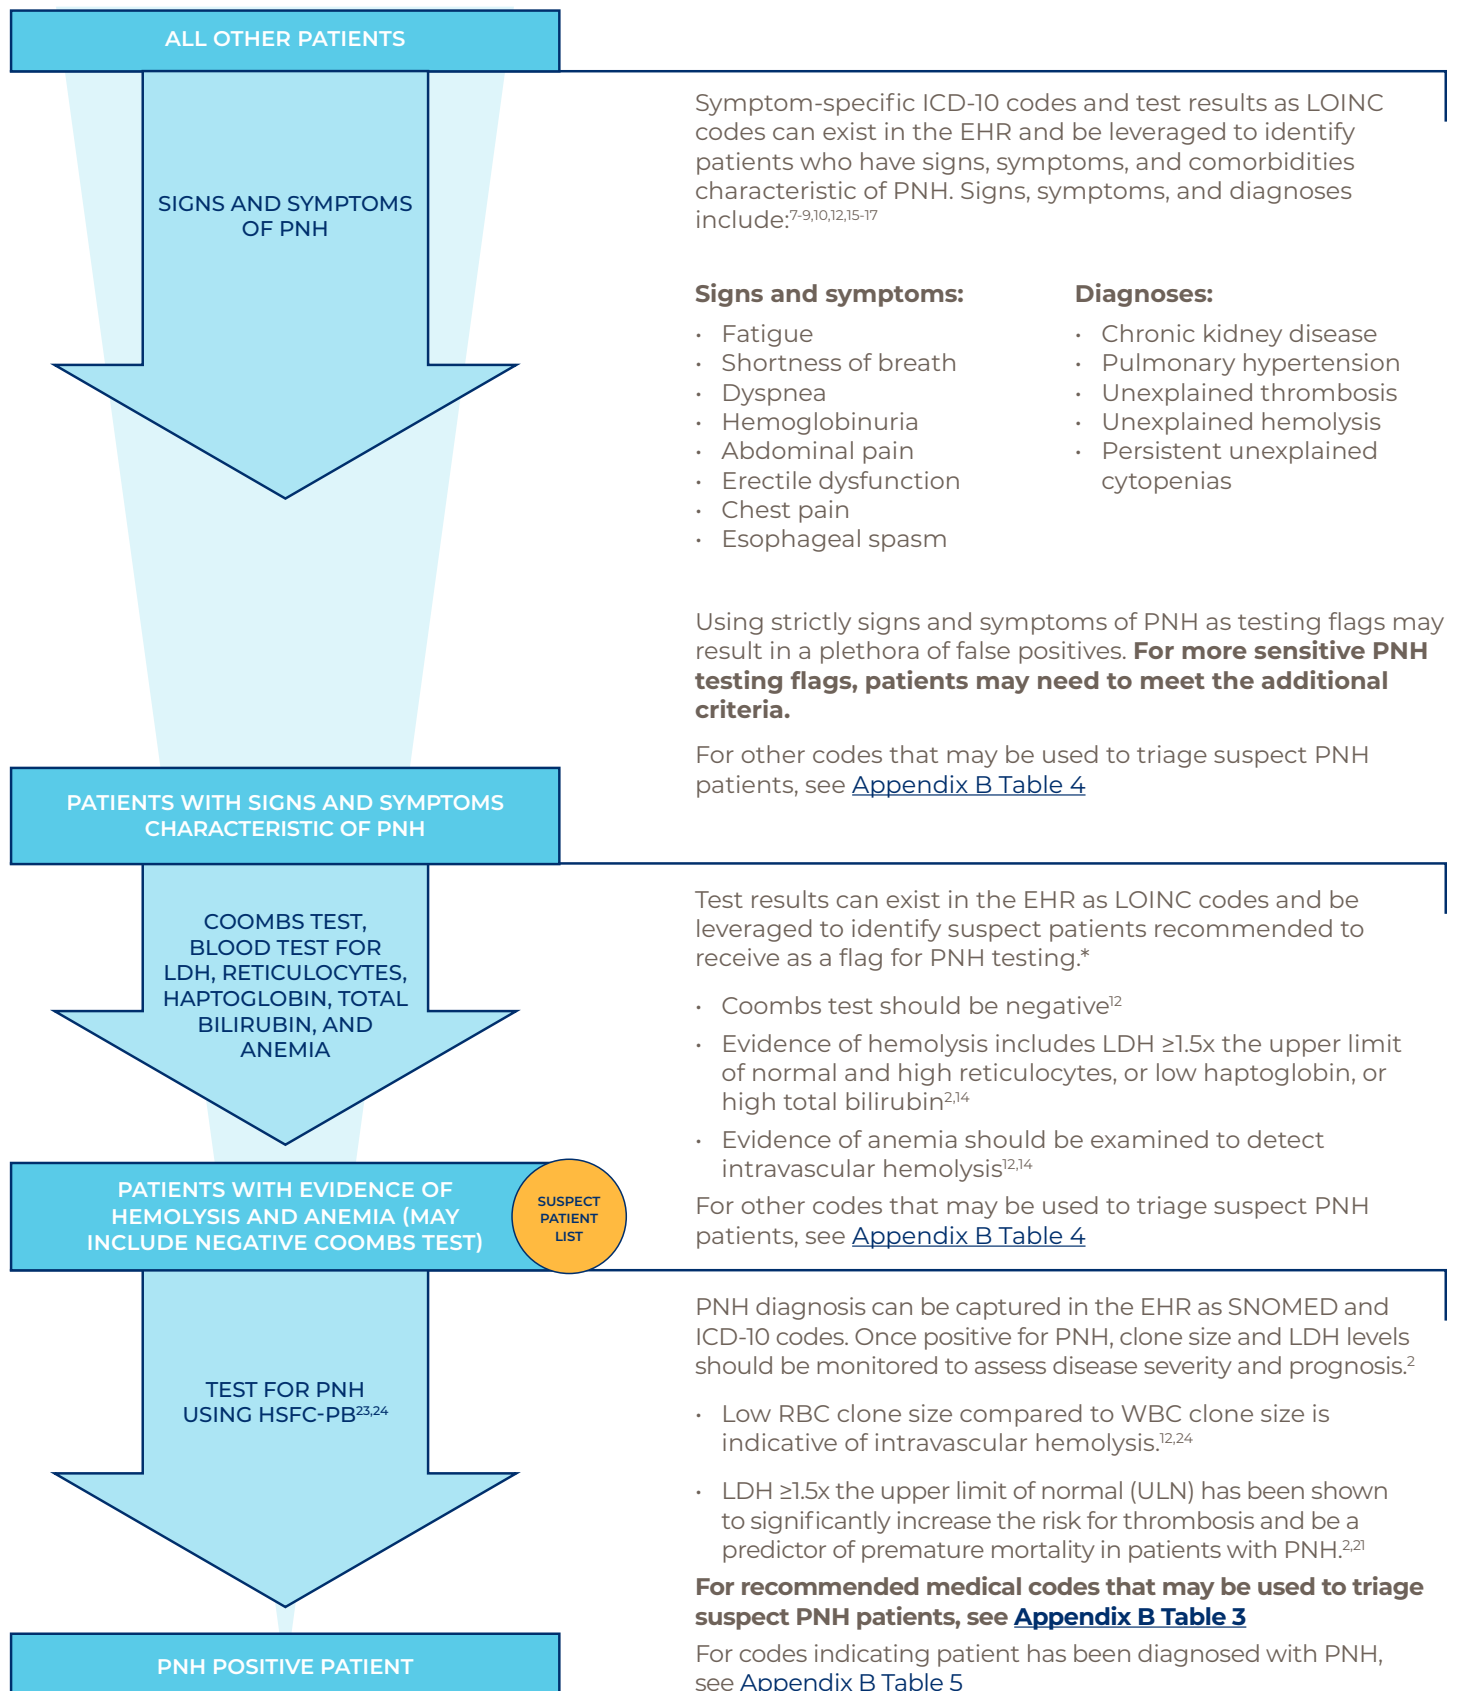 ALL OTHER PATIENTS
SIGNS AND SYMPTOMS
OF PNH
Symptom-specific ICD-10 codes and test results as LOINC
codes can exist in the EHR and be leveraged to identify
patients who have signs, symptoms, and comorbidities
characteristic of PNH. Signs, symptoms, and diagnoses
include:7-9,10,12,15-17
Signs and symptoms:
• Fatigue
• Shortness of breath
• Dyspnea
• Hemoglobinuria
• Abdominal pain
• Erectile dysfunction
• Chest pain
• Esophageal spasm
Diagnoses:
• Chronic kidney disease
• Pulmonary hypertension
• Unexplained thrombosis
• Unexplained hemolysis
• Persistent unexplained
cytopenias
Using strictly signs and symptoms of PNH as testing flags may
result in a plethora of false positives. For more sensitive PNH
testing flags, patients may need to meet the additional
criteria.
For other codes that may be used to triage suspect PNH
patients, see Appendix B Table 4
PATIENTS WITH SIGNS AND SYMPTOMS
CHARACTERISTIC OF PNH
COOMBS TEST,
BLOOD TEST FOR
LDH, RETICULOCYTES,
HAPTOGLOBIN, TOTAL
BILIRUBIN, AND
ANEMIA
Test results can exist in the EHR as LOINC codes and be
leveraged to identify suspect patients recommended to
receive as a flag for PNH testing.*
• Coombs test should be negative12
• Evidence of hemolysis includes LDH ≥1.5x the upper limit
of normal and high reticulocytes, or low haptoglobin, or
high total bilirubin2,14
• Evidence of anemia should be examined to detect
intravascular hemolysis12,14
For other codes that may be used to triage suspect PNH
patients, see Appendix B Table 4
PATIENTS WITH EVIDENCE OF
HEMOLYSIS AND ANEMIA (MAY
INCLUDE NEGATIVE COOMBS TEST)
SUSPECT
PATIENT
LIST
TEST FOR PNH
USING HSFC-PB23,24
PNH diagnosis can be captured in the EHR as SNOMED and
ICD-10 codes. Once positive for PNH, clone size and LDH levels
should be monitored to assess disease severity and prognosis.2
• Low RBC clone size compared to WBC clone size is
indicative of intravascular hemolysis.12,24
• LDH ≥1.5x the upper limit of normal (ULN) has been shown
to significantly increase the risk for thrombosis and be a
predictor of premature mortality in patients with PNH.2,21
For recommended medical codes that may be used to triage
suspect PNH patients, see Appendix B Table 3
For codes indicating patient has been diagnosed with PNH,
see Appendix B Table 5
PNH POSITIVE PATIENT